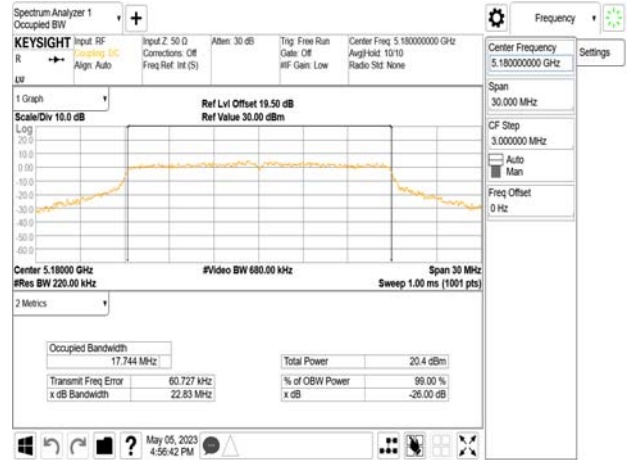 Spectrum Analyzer 1
Occupied BW
Frequency
KEYSIGHT
R
LU
Input: RF
Coupling: DC
Align: Auto
Input Z: 50 Ω
Corrections: Off
Freq Ref: Int (S)
Atten: 30 dB
Trig: Free Run
Gate: Off
#IF Gain: Low
Center Freq: 5.180000000 GHz
Avg|Hold: 10/10
Radio Std: None
Center Frequency
5.180000000 GHz
Settings
Span
30.000 MHz
CF Step
3.000000 MHz
Auto
Man
Freq Offset
0 Hz
1 Graph
Scale/Div 10.0 dB
Ref Lvl Offset 19.50 dB
Ref Value 30.00 dBm
Log
20.0
10.0
0.00
-10.0
-20.0
-30.0
-40.0
-50.0
-60.0
Center 5.18000 GHz
#Video BW 680.00 kHz
Span 30 MHz
#Res BW 220.00 kHz
Sweep 1.00 ms (1001 pts)
2 Metrics
Occupied Bandwidth
17.744 MHz
Total Power 20.4 dBm
Transmit Freq Error 60.727 kHz
% of OBW Power 99.00 %
x dB Bandwidth 22.83 MHz
x dB -26.00 dB
?
May 05, 2023
4:56:42 PM